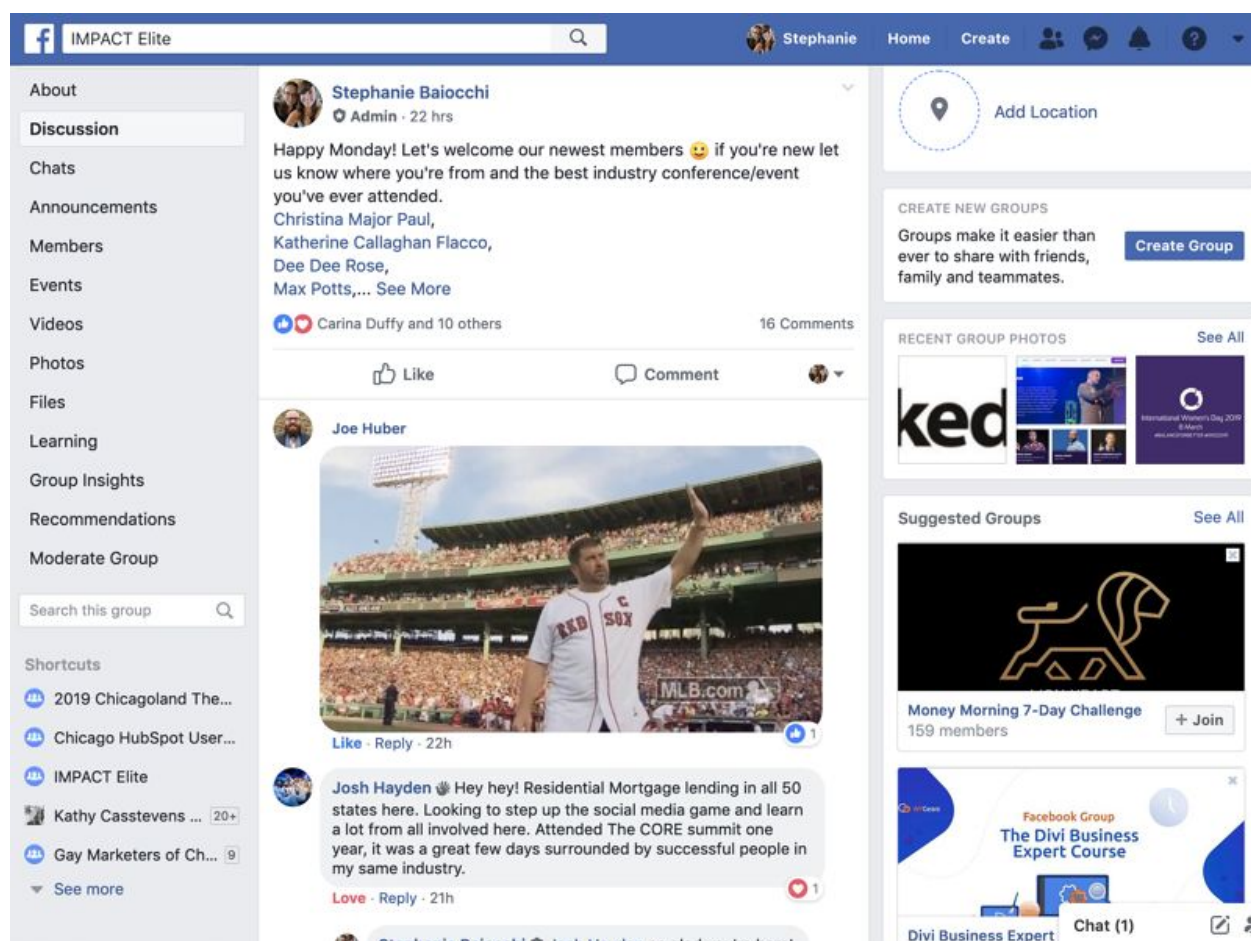 f
IMPACT Elite
Stephanie
Home
Create
About
Discussion
Chats
Announcements
Members
Events
Videos
Photos
Files
Learning
Group Insights
Recommendations
Moderate Group
Search this group
Shortcuts
2019 Chicagoland The...
Chicago HubSpot User...
IMPACT Elite
Kathy Casstevens ... 20+
Gay Marketers of Ch... 9
See more
Stephanie Baiocchi
Admin · 22 hrs
Happy Monday! Let's welcome our newest members 🙂 if you're new let
us know where you're from and the best industry conference/event
you've ever attended.
Christina Major Paul,
Katherine Callaghan Flacco,
Dee Dee Rose,
Max Potts,... See More
Carina Duffy and 10 others
16 Comments
Like
Comment
Joe Huber
C
RED SOX
MLB.com
1
Like · Reply · 22h
Josh Hayden 👋 Hey hey! Residential Mortgage lending in all 50
states here. Looking to step up the social media game and learn
a lot from all involved here. Attended The CORE summit one
year, it was a great few days surrounded by successful people in
my same industry.
1
Love · Reply · 21h
Add Location
CREATE NEW GROUPS
Groups make it easier than
ever to share with friends,
family and teammates.
Create Group
RECENT GROUP PHOTOS
See All
ked
International Women's Day 2019
8 March
Suggested Groups
See All
Money Morning 7-Day Challenge
159 members
+ Join
Facebook Group
The Divi Business
Expert Course
Divi Business Expert
Chat (1)